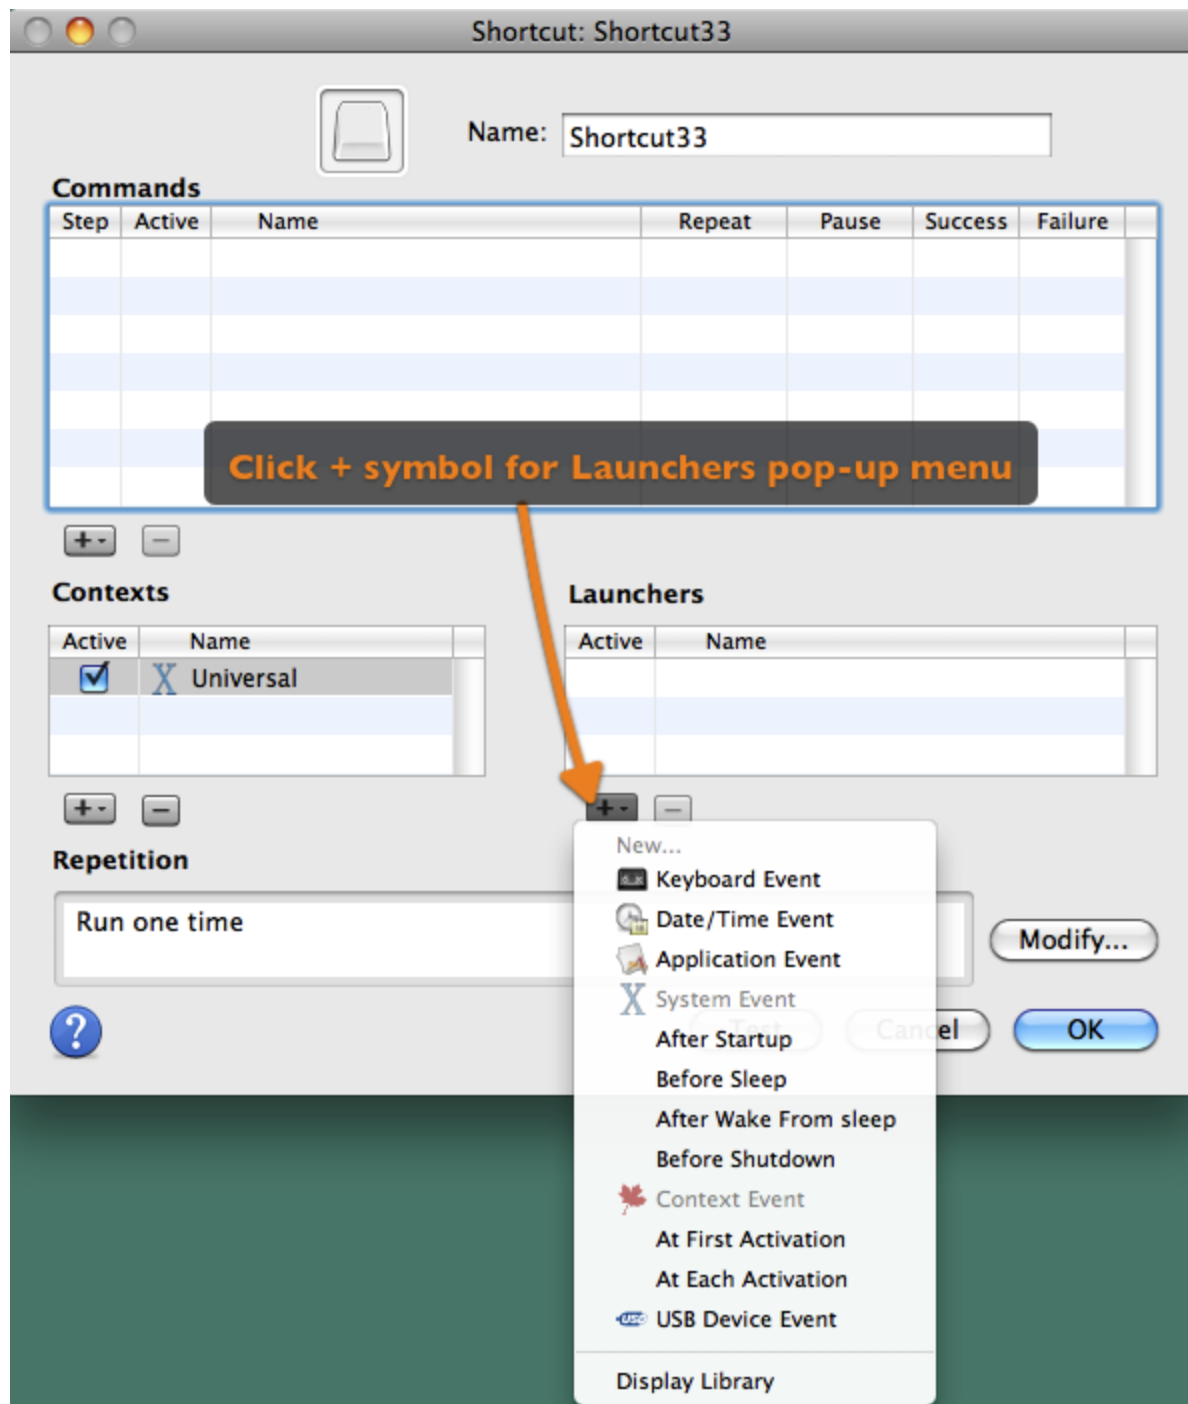 Shortcut: Shortcut33
Name: Shortcut33
Commands
Step Active Name Repeat Pause Success Failure
Click + symbol for Launchers pop-up menu
+ −
Contexts
Active Name
X Universal
+ −
Launchers
Active Name
+ −
Repetition
Run one time
Modify...
?
Test
Cancel
OK
New...
Keyboard Event
Date/Time Event
Application Event
X System Event
After Startup
Before Sleep
After Wake From sleep
Before Shutdown
Context Event
At First Activation
At Each Activation
USB Device Event
Display Library